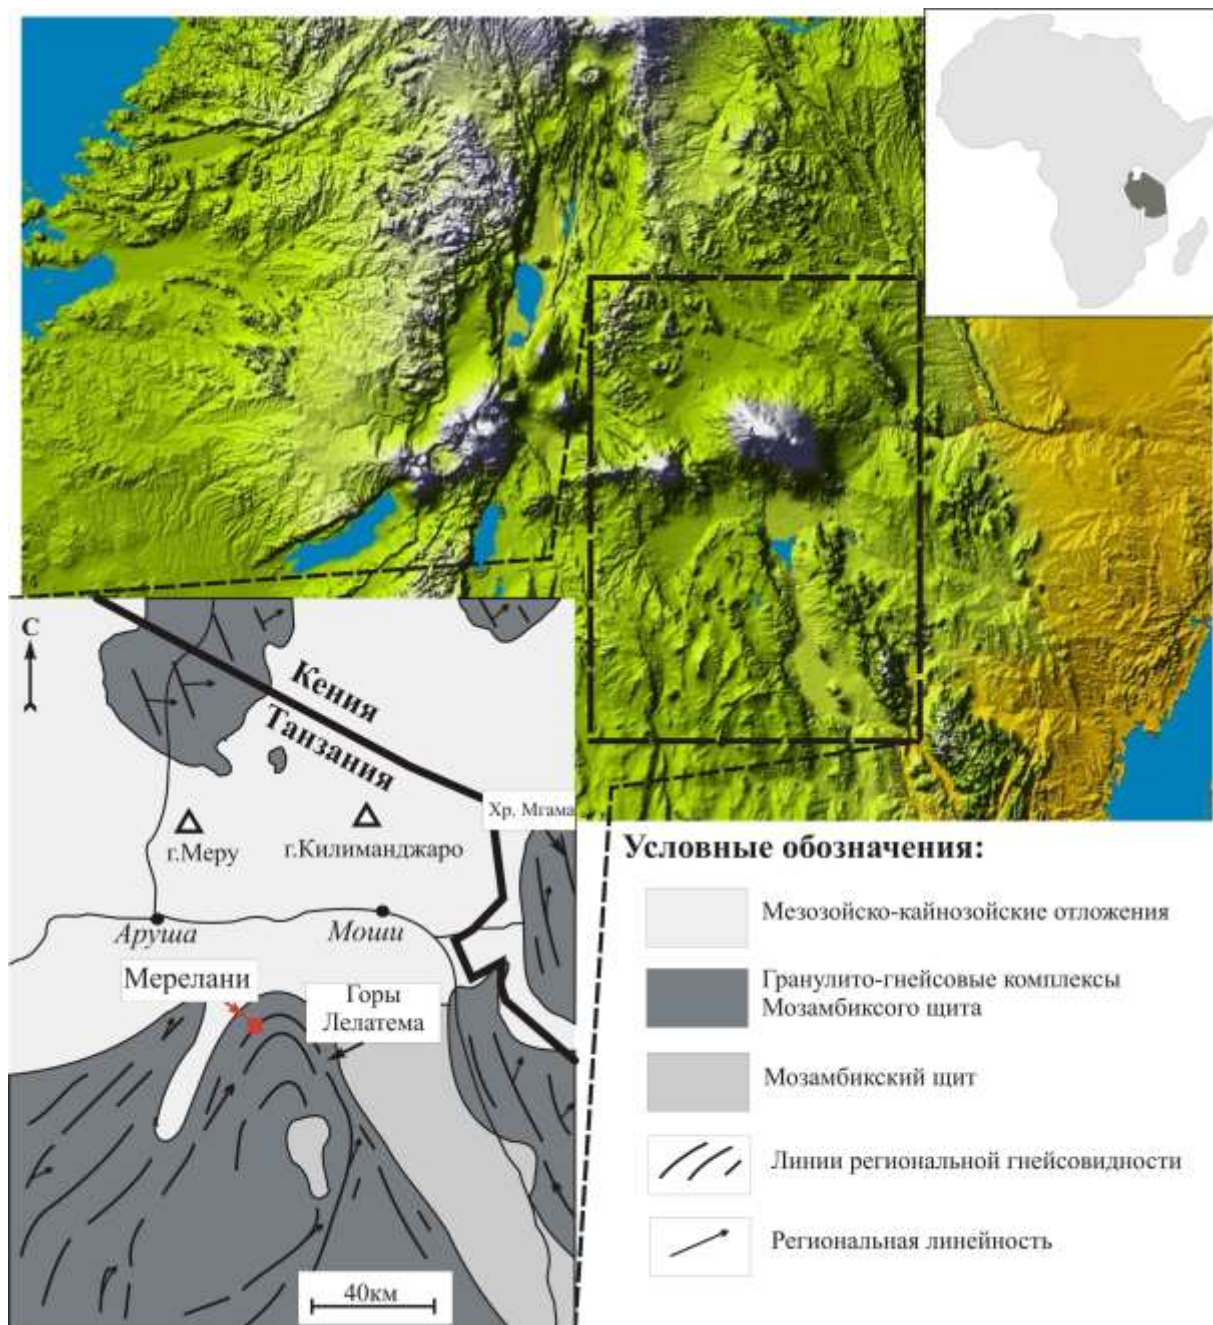 С
Кения
Танзания
Хр. Мгама
г.Меру
г.Килиманджаро
Аруша
Моши
Мерелани
Горы
Лелатема
40км
Условные обозначения:
Мезозойско-кайнозойские отложения
Гранулито-гнейсовые комплексы
Мозамбиксого щита
Мозамбикский щит
Линии региональной гнейсовидности
Региональная линейность